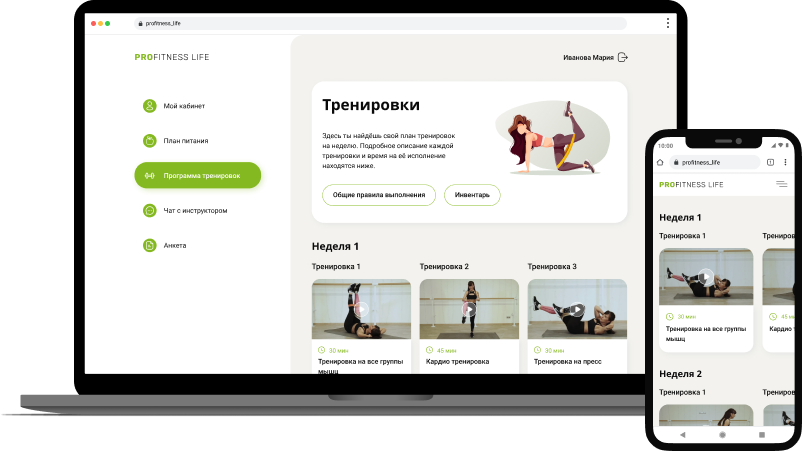 profitness_life
PROFITNESS LIFE
Иванова Мария
Мой кабинет
План питания
Программа тренировок
Чат с инструктором
Анкета
Тренировки
Здесь ты найдёшь свой план тренировок
на неделю. Подробное описание каждой
тренировки и время на её исполнение
находятся ниже.
Общие правила выполнения
Инвентарь
Неделя 1
Тренировка 1
Тренировка 2
Тренировка 3
30 мин
45 мин
30 мин
Тренировка на все группы
мышц
Кардио тренировка
Тренировка на пресс
10:00
profitness_life
PROFITNESS LIFE
Неделя 1
Тренировка 1
Трениров
30 мин
45 м
Тренировка на все группы
мышц
Кардио т
Неделя 2
Тренировка 1
Трениров